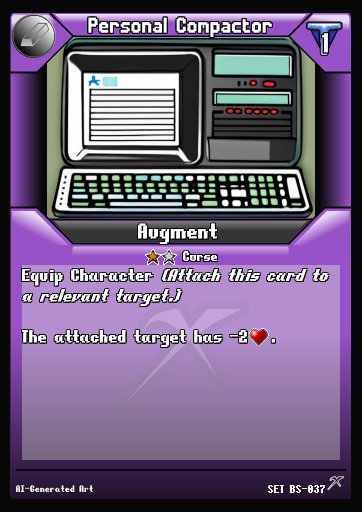 Personal Compactor
1
Augment
Curse
Equip Character (Attach this card to
a relevant target.)
The attached target has -2.
AI-Generated Art
SET BS-037